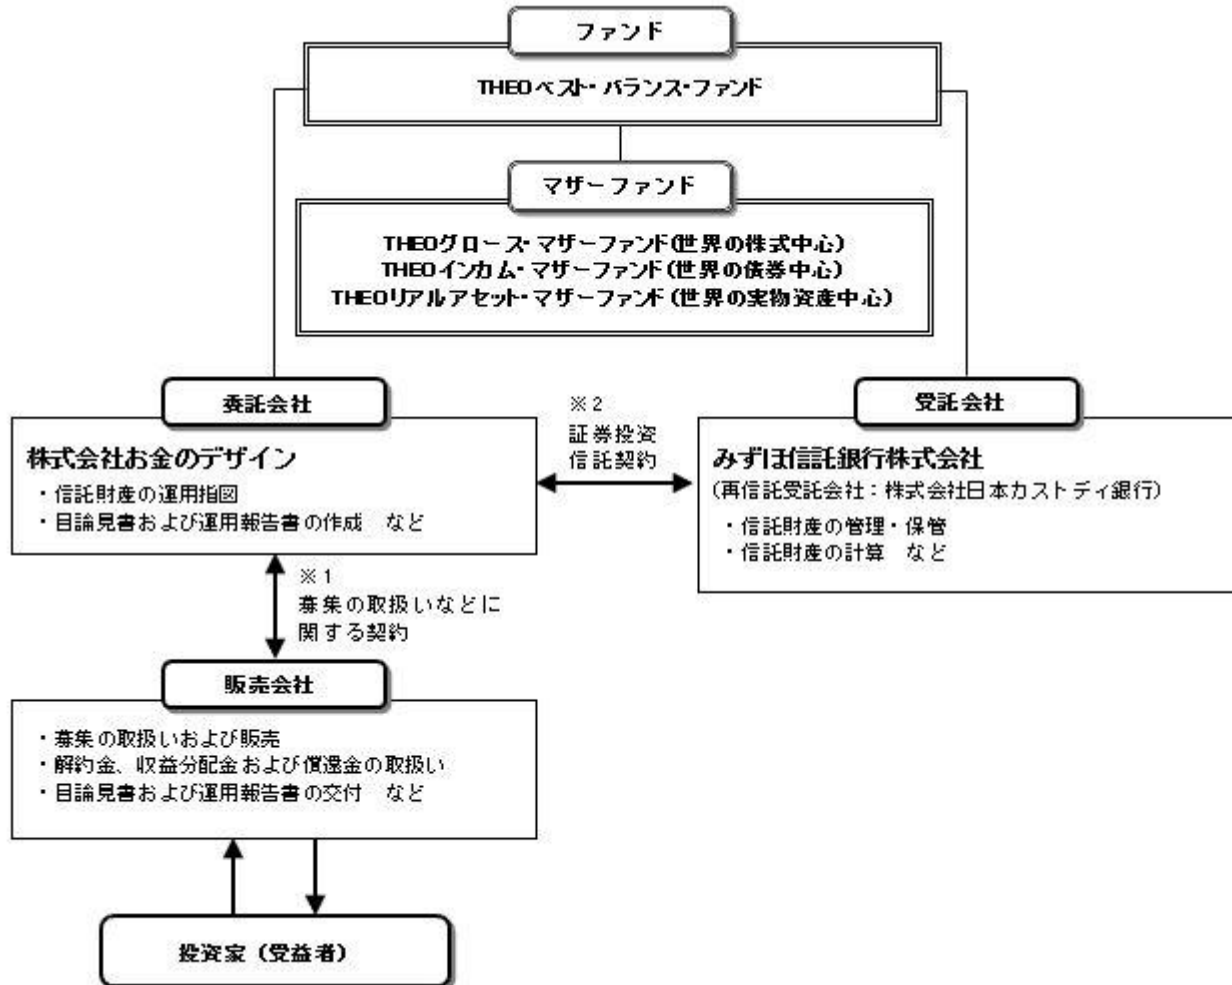 ファンド
THEOベスト・バランス・ファンド
マザーファンド
THEOグロース・マザーファンド(世界の株式中心)
THEOインカム・マザーファンド(世界の債券中心)
THEOリアルアセット・マザーファンド(世界の実物資産中心)
委託会社
株式会社お金のデザイン
・信託財産の運用指図
・目論見書および運用報告書の作成　など
※2
証券投資
信託契約
受託会社
みずほ信託銀行株式会社
(再信託受託会社：株式会社日本カストディ銀行)
・信託財産の管理・保管
・信託財産の計算　など
※1
募集の取扱いなどに
関する契約
販売会社
・募集の取扱いおよび販売
・解約金、収益分配金および償還金の取扱い
・目論見書および運用報告書の交付　など
投資家（受益者）